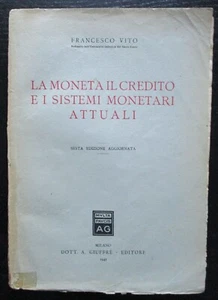 FRANCESCO VITO
LA MONETA IL CREDITO
E I SISTEMI MONETARI
ATTUALI
SESTA EDIZIONE AGGIORNATA
AG
MILANO
DOTT. A. GIUFFRÈ - EDITORE